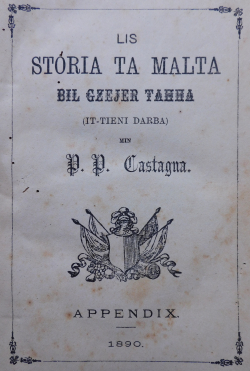 LIS
STÓRIA TA MALTA
BIL GZEJER TAHHA
(IT-TIENI DARBA)
MIN
P. P. Castagna.
APPENDIX.
1890.